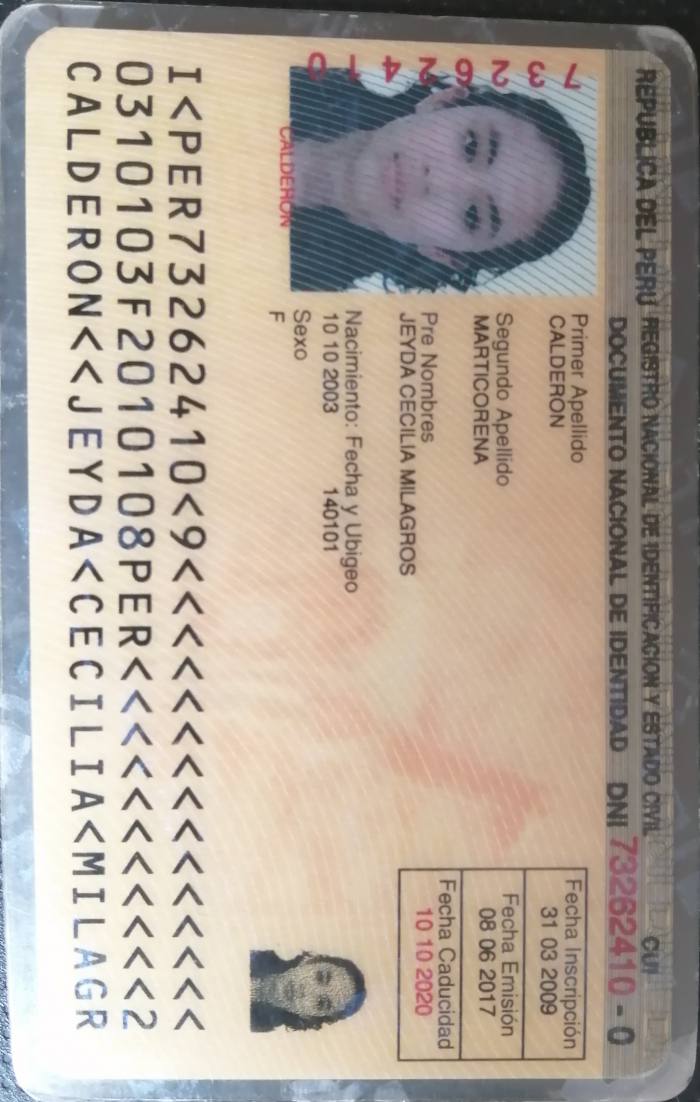 REPUBLICA DEL PERU REGISTRO NACIONAL DE IDENTIFICACION Y ESTADO CIVIL
CUI
DOCUMENTO NACIONAL DE IDENTIDAD DNI 73262410 - 0
73262410
CALDERON
Primer Apellido
CALDERON
Segundo Apellido
MARTICORENA
Pre Nombres
JEYDA CECILIA MILAGROS
Nacimiento: Fecha y Ubigeo
10 10 2003 140101
Sexo
F
Fecha Inscripción
31 03 2009
Fecha Emisión
08 06 2017
Fecha Caducidad
10 10 2020
I<PER73262410<9<<<<<<<<<<<<<<<
0310103F2010108PER<<<<<<<<<<<2
CALDERON<<JEYDA<CECILIA<MILAGR